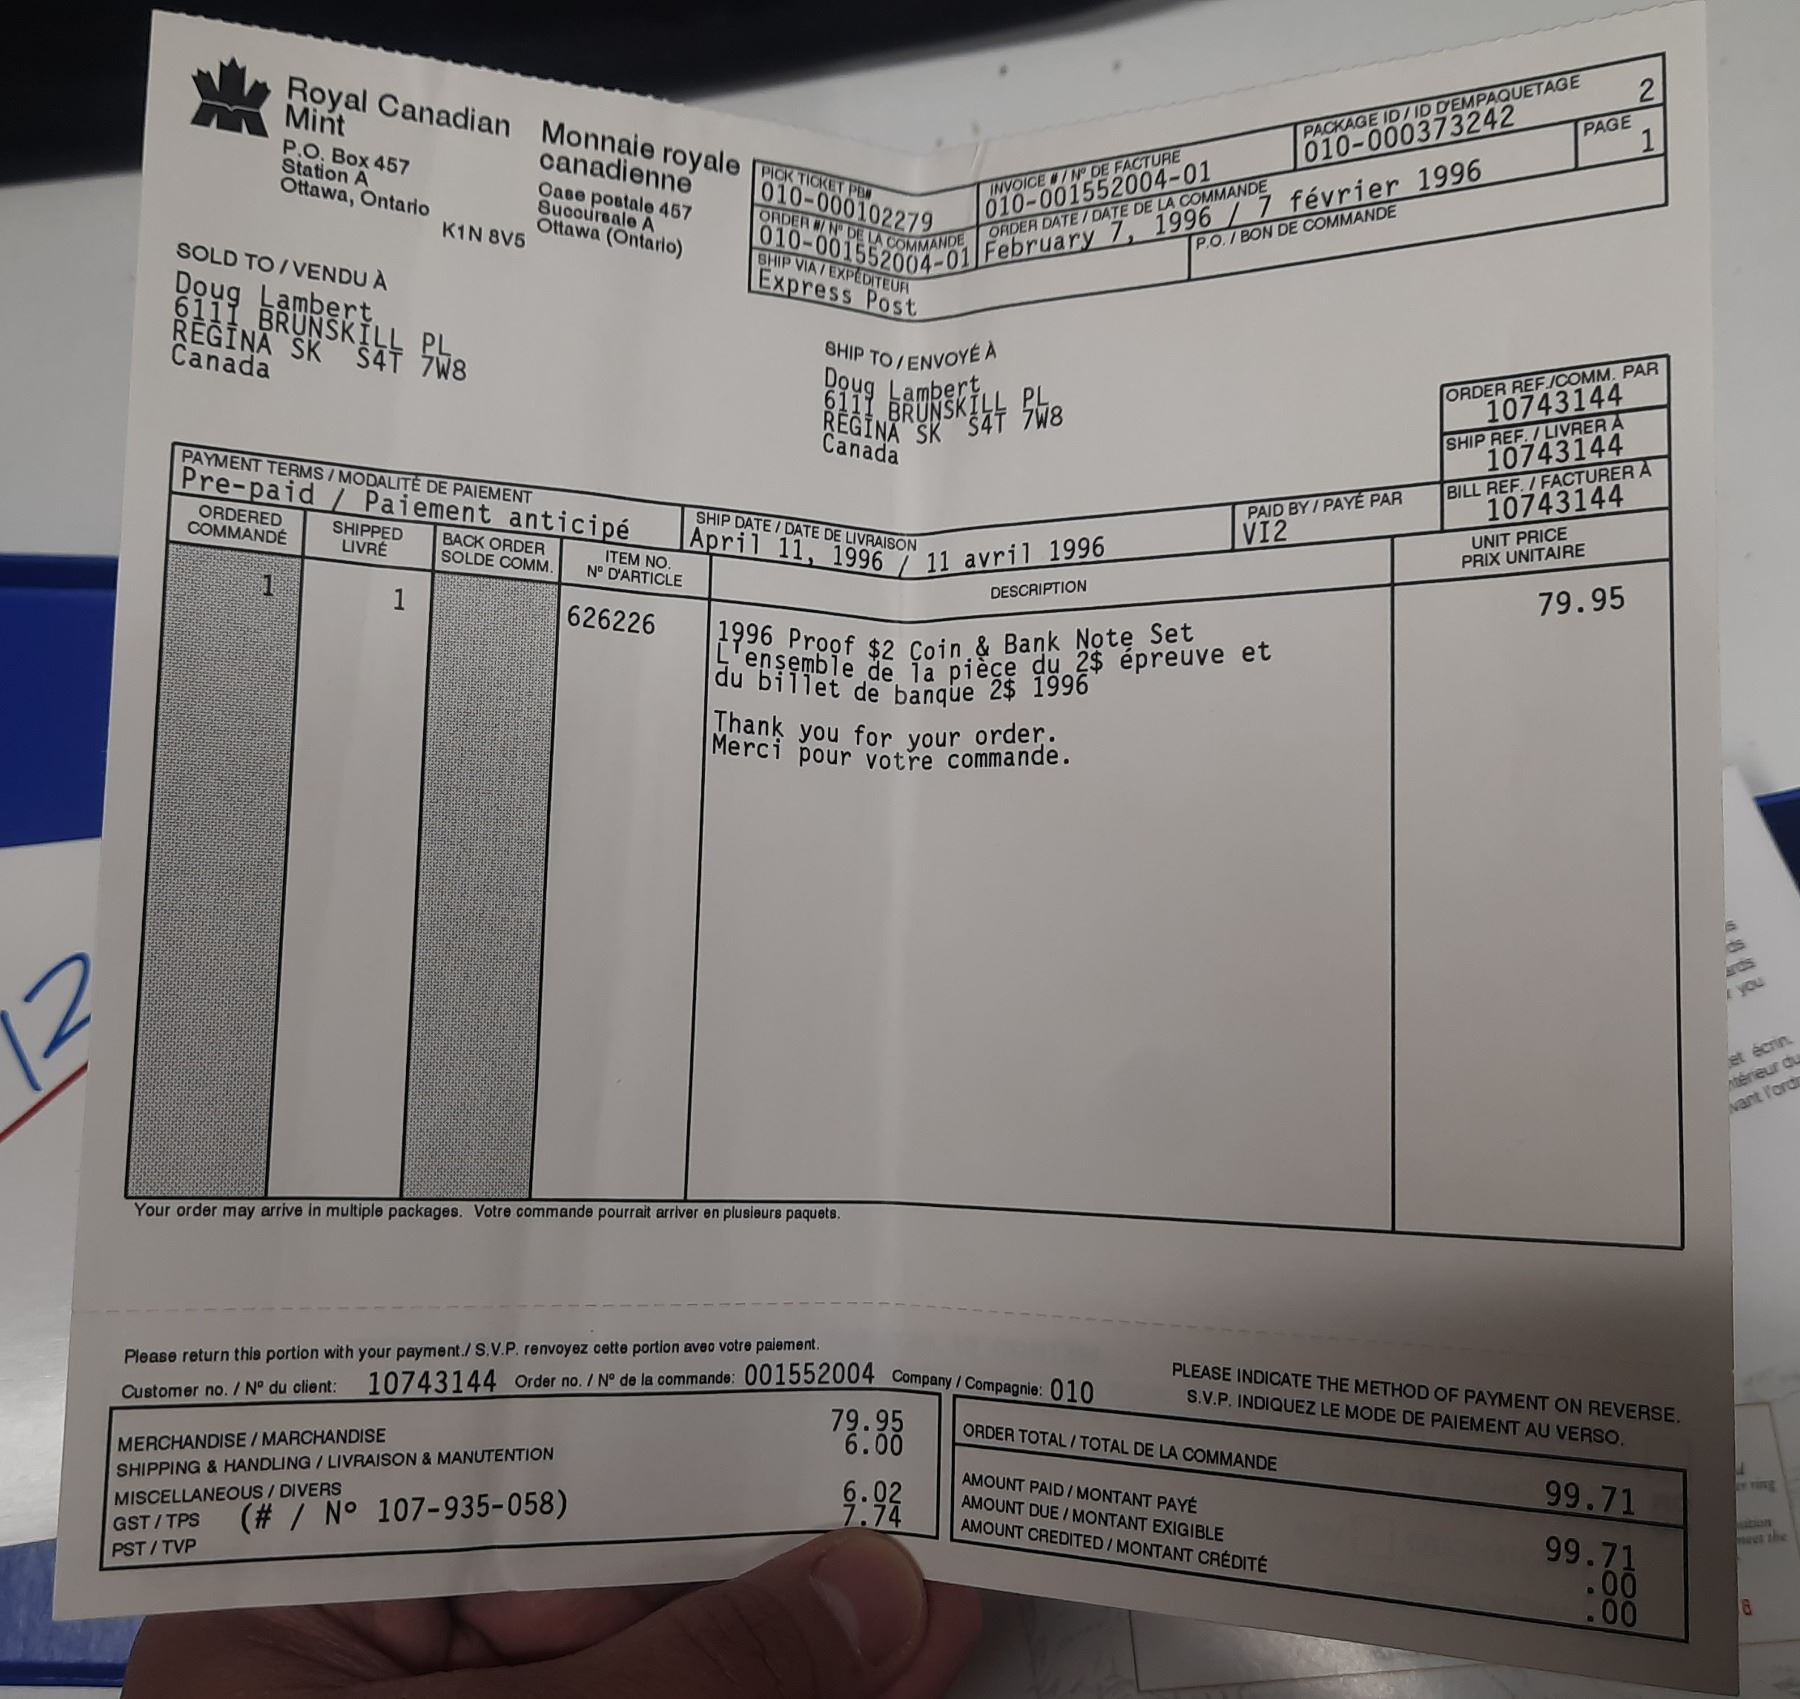 Royal Canadian
Mint
P.O. Box 457
Station A
Ottawa, Ontario
K1N 8V5
Monnaie royale
canadienne
Case postale 457
Succursale A
Ottawa (Ontario)
PICK TICKET PB#
010-000102279
INVOICE # / Nº DE FACTURE
010-001552004-01
PACKAGE ID / ID D'EMPAQUETAGE
010-000373242
2
ORDER #/ Nº DE LA COMMANDE
010-001552004-01
ORDER DATE / DATE DE LA COMMANDE
February 7, 1996 / 7 février 1996
PAGE
1
SHIP VIA / EXPÉDITEUR
Express Post
P.O. / BON DE COMMANDE
SOLD TO / VENDU À
Doug Lambert
6111 BRUNSKILL PL
REGINA SK S4T 7W8
Canada
SHIP TO / ENVOYÉ À
Doug Lambert
6111 BRUNSKILL PL
REGINA SK S4T 7W8
Canada
ORDER REF./COMM. PAR
10743144
SHIP REF. / LIVRER À
10743144
BILL REF. / FACTURER À
10743144
PAYMENT TERMS / MODALITÉ DE PAIEMENT
Pre-paid / Paiement anticipé
SHIP DATE / DATE DE LIVRAISON
April 11, 1996 / 11 avril 1996
PAID BY / PAYÉ PAR
VI2
ORDERED
COMMANDÉ
SHIPPED
LIVRÉ
BACK ORDER
SOLDE COMM.
ITEM NO.
Nº D'ARTICLE
DESCRIPTION
UNIT PRICE
PRIX UNITAIRE
1
1
626226
1996 Proof $2 Coin & Bank Note Set
L'ensemble de la pièce du 2$ épreuve et
du billet de banque 2$ 1996
79.95
Thank you for your order.
Merci pour votre commande.
Your order may arrive in multiple packages. Votre commande pourrait arriver en plusieurs paquets.
Please return this portion with your payment./ S.V.P. renvoyez cette portion avec votre paiement.
Customer no. / Nº du client: 10743144 Order no. / Nº de la commande: 001552004 Company / Compagnie: 010
PLEASE INDICATE THE METHOD OF PAYMENT ON REVERSE.
S.V.P. INDIQUEZ LE MODE DE PAIEMENT AU VERSO.
MERCHANDISE / MARCHANDISE 79.95
SHIPPING & HANDLING / LIVRAISON & MANUTENTION 6.00
MISCELLANEOUS / DIVERS
GST / TPS (# / Nº 107-935-058) 6.02
PST / TVP 7.74
ORDER TOTAL / TOTAL DE LA COMMANDE 99.71
AMOUNT PAID / MONTANT PAYÉ 99.71
AMOUNT DUE / MONTANT EXIGIBLE .00
AMOUNT CREDITED / MONTANT CRÉDITÉ .00
12
you
et écrin.